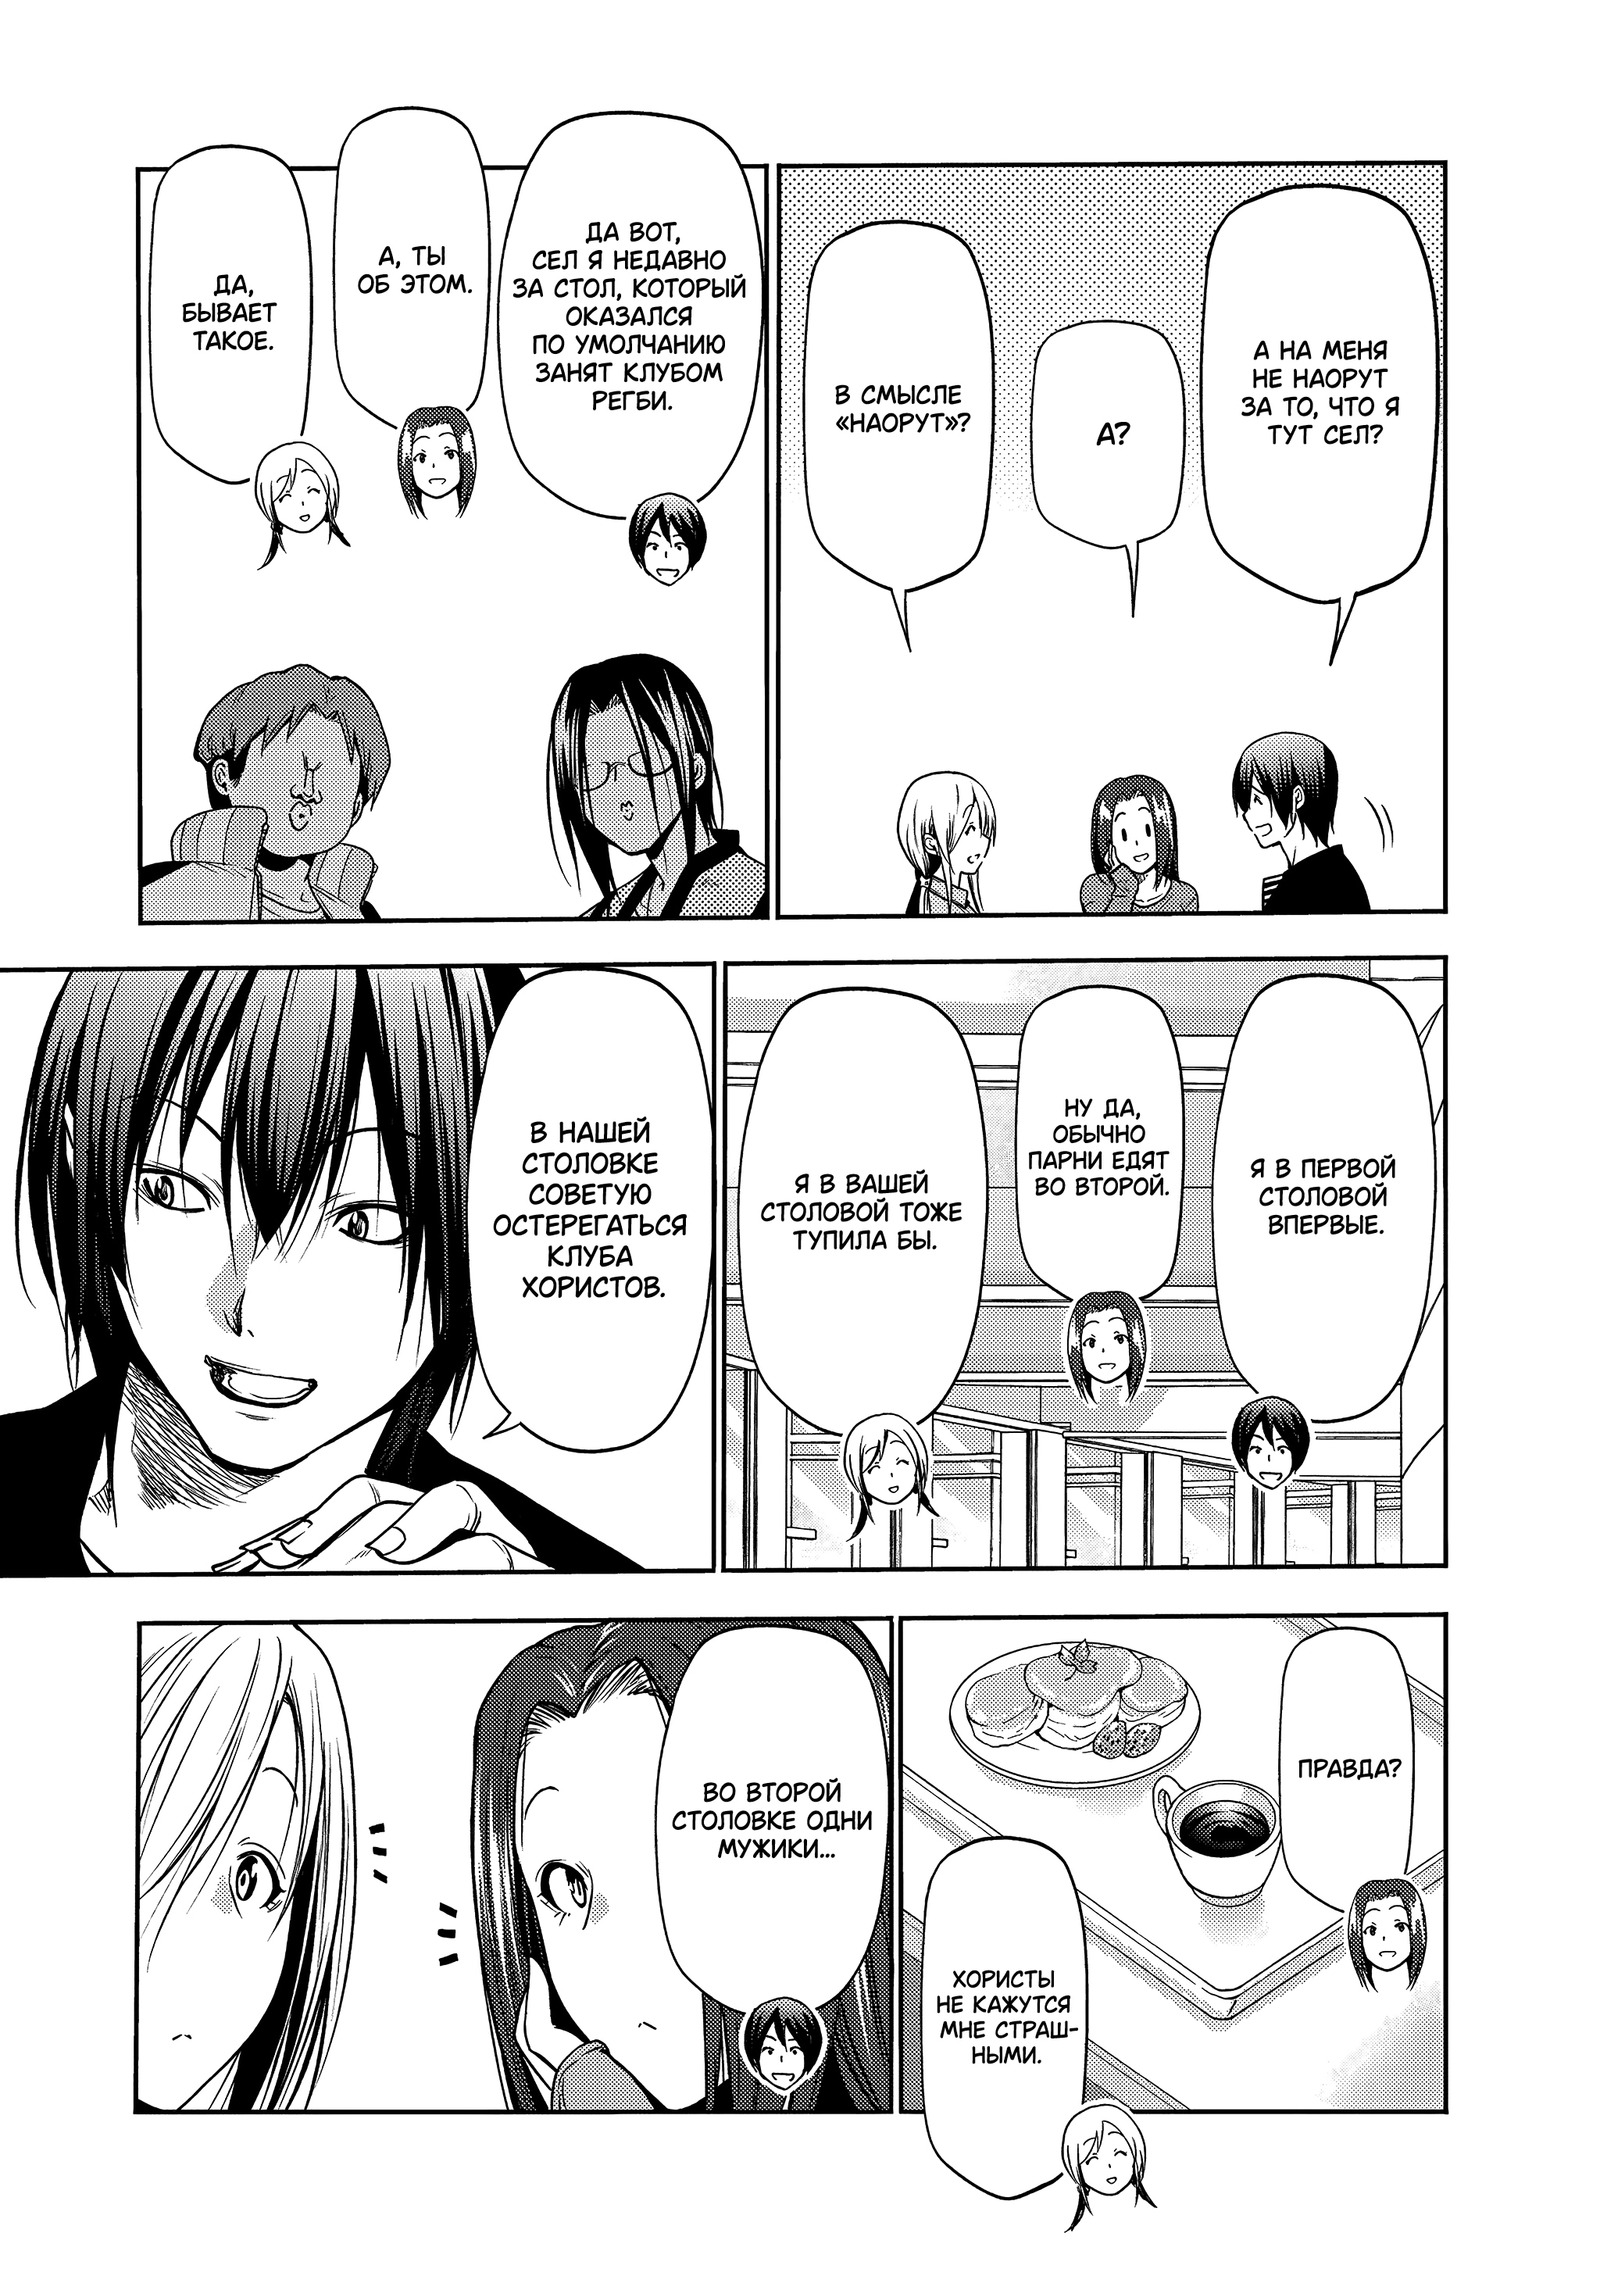 А НА МЕНЯ
НЕ НАОРУТ
ЗА ТО, ЧТО Я
ТУТ СЕЛ?
А?
В СМЫСЛЕ
«НАОРУТ»?
ДА ВОТ,
СЕЛ Я НЕДАВНО
ЗА СТОЛ, КОТОРЫЙ
ОКАЗАЛСЯ
ПО УМОЛЧАНИЮ
ЗАНЯТ КЛУБОМ
РЕГБИ.
А, ТЫ
ОБ ЭТОМ.
ДА,
БЫВАЕТ
ТАКОЕ.
Я В ПЕРВОЙ
СТОЛОВОЙ
ВПЕРВЫЕ.
НУ ДА,
ОБЫЧНО
ПАРНИ ЕДЯТ
ВО ВТОРОЙ.
Я В ВАШЕЙ
СТОЛОВОЙ ТОЖЕ
ТУПИЛА БЫ.
В НАШЕЙ
СТОЛОВКЕ
СОВЕТУЮ
ОСТЕРЕГАТЬСЯ
КЛУБА
ХОРИСТОВ.
ПРАВДА?
ХОРИСТЫ
НЕ КАЖУТСЯ
МНЕ СТРАШ-
НЫМИ.
ВО ВТОРОЙ
СТОЛОВКЕ ОДНИ
МУЖИКИ...